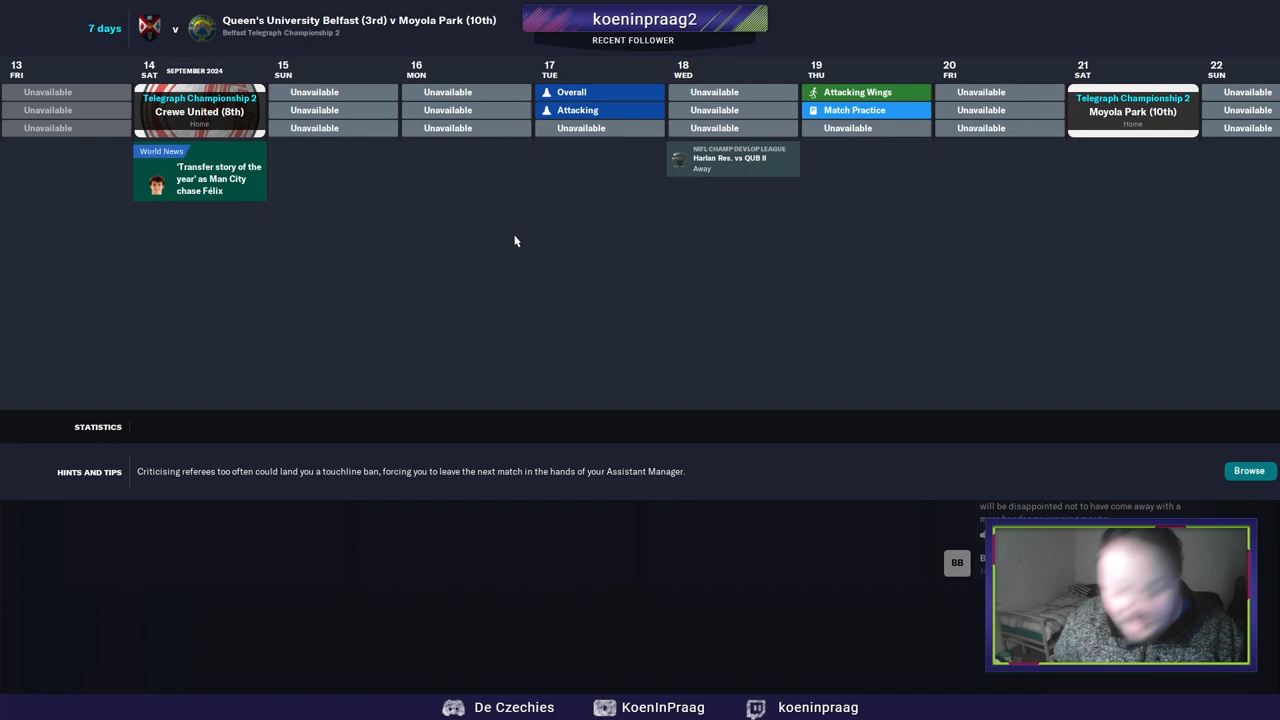 7 days
v
Queen's University Belfast (3rd) v Moyola Park (10th)
Belfast Telegraph Championship 2
koeninpraag2
RECENT FOLLOWER
13
FRI
14
SAT
SEPTEMBER 2024
15
SUN
16
MON
17
TUE
18
WED
19
THU
20
FRI
21
SAT
22
SUN
Unavailable
Unavailable
Unavailable
Telegraph Championship 2
Crewe United (8th)
Home
Unavailable
Unavailable
Unavailable
Unavailable
Unavailable
Unavailable
Overall
Attacking
Unavailable
Unavailable
Unavailable
Unavailable
Attacking Wings
Match Practice
Unavailable
Unavailable
Unavailable
Unavailable
Telegraph Championship 2
Moyola Park (10th)
Home
Unavailable
Unavailable
Unavailable
World News
'Transfer story of the
year' as Man City
chase Félix
NIFL CHAMP DEVLOP LEAGUE
Harlan Res. vs QUB II
Away
STATISTICS
HINTS AND TIPS
Criticising referees too often could land you a touchline ban, forcing you to leave the next match in the hands of your Assistant Manager.
Browse
will be disappointed not to have come away with a
BB
De Czechies
KoenInPraag
koeninpraag